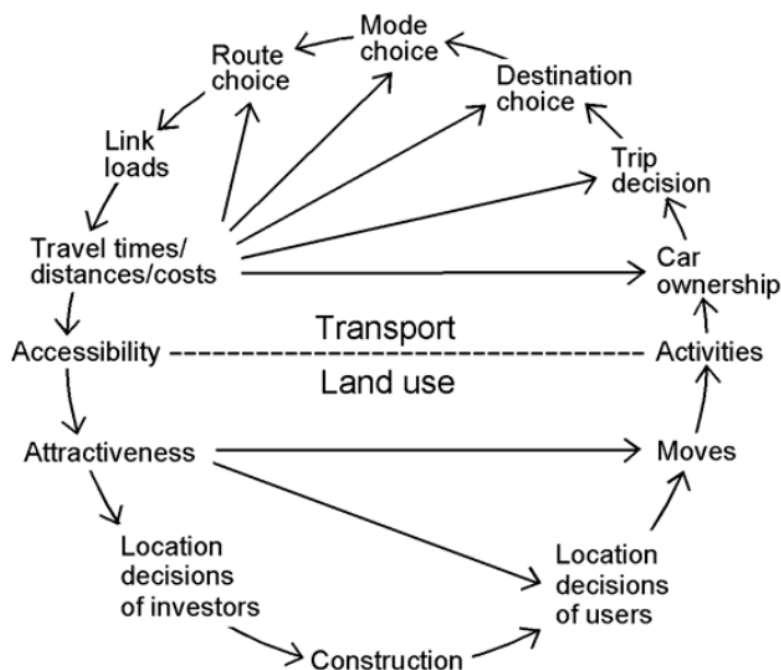 Mode
choice
Route
choice
Destination
choice
Link
loads
Trip
decision
Travel times/
distances/costs
Car
ownership
Transport
Accessibility
Activities
Land use
Attractiveness
Moves
Location
decisions
of investors
Location
decisions
of users
Construction